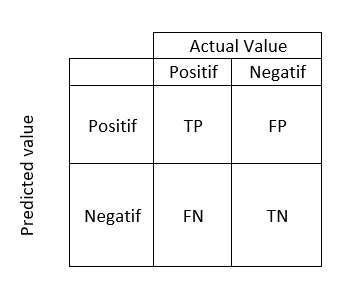 Actual Value
Positif Negatif
Predicted value
Positif TP FP
Negatif FN TN